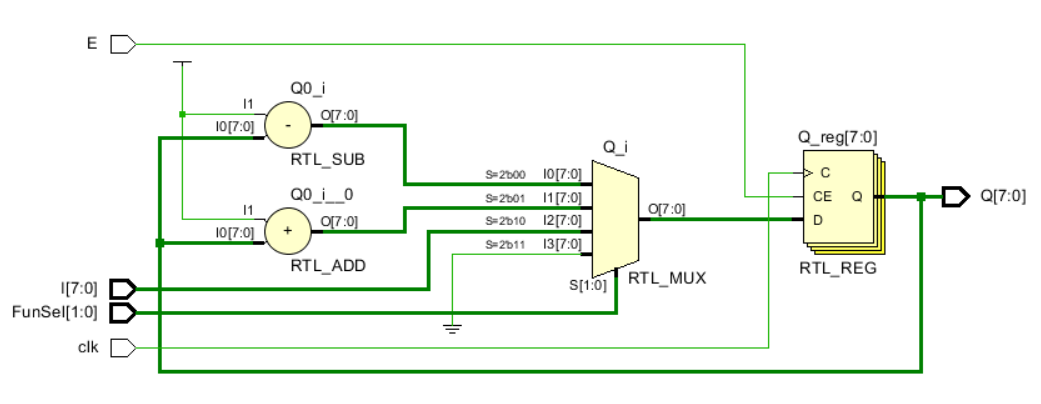 E
Q0_i
I1
I0[7:0]
-
O[7:0]
RTL_SUB
Q0_i__0
I1
I0[7:0]
+
O[7:0]
RTL_ADD
Q_i
S=2'b00 I0[7:0]
S=2'b01 I1[7:0]
S=2'b10 I2[7:0]
S=2'b11 I3[7:0]
O[7:0]
S[1:0]
RTL_MUX
Q_reg[7:0]
C
CE Q
D
RTL_REG
Q[7:0]
I[7:0]
FunSel[1:0]
clk